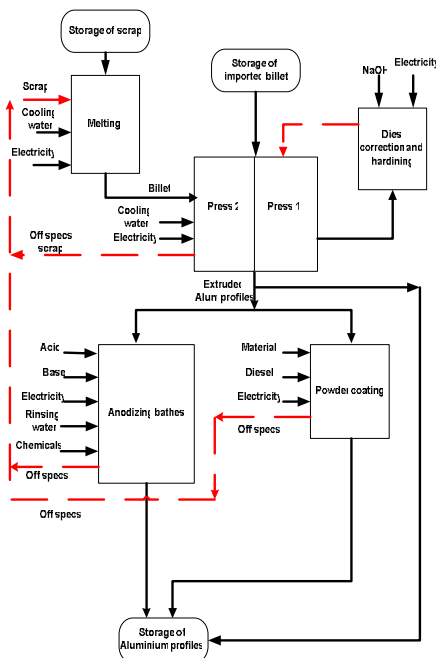 Storage of scrap
Storage of
imported billet
NaOH
Electricity
Scrap
Cooling
water
Electricity
Melting
Dies
correction and
hardining
Billet
Cooling
water
Electricity
Press 2
Press 1
Off specs
scrap
Extruded
Alum profiles
Acid
Base
Electricity
Rinsing
water
Chemicals
Anodizing bathes
Material
Diesel
Electricity
Powder coating
Off specs
Off specs
Off specs
Storage of
Aluminium profiles